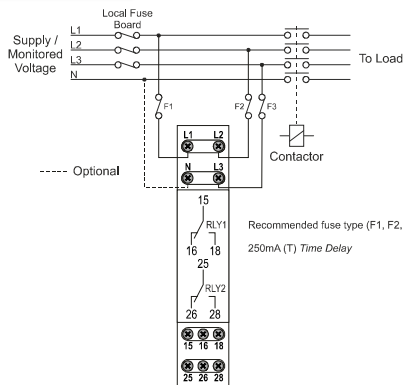 Local Fuse
Board
Supply /
Monitored
Voltage
L1
L2
L3
N
To Load
F1
F2
F3
L1 L2
Contactor
N L3
---- Optional
15
RLY1
16 18
Recommended fuse type (F1, F2,
250mA (T) Time Delay
25
RLY2
26 28
15 16 18
25 26 28